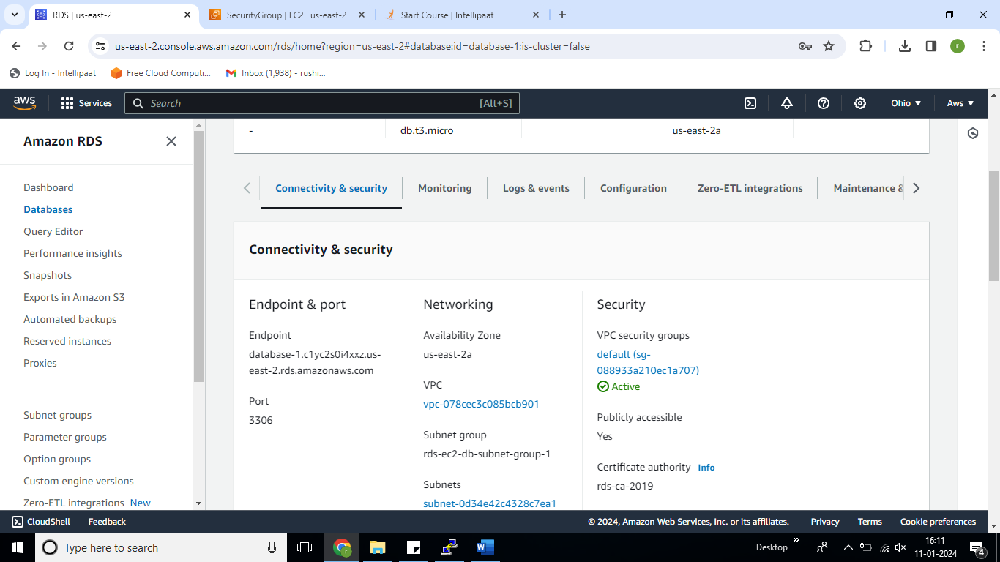 RDS | us-east-2
SecurityGroup | EC2 | us-east-2
Start Course | Intellipaat
us-east-2.console.aws.amazon.com/rds/home?region=us-east-2#database:id=database-1;is-cluster=false
r
Log In - Intellipaat
Free Cloud Computi...
Inbox (1,938) - rushi...
aws
Services
Search
[Alt+S]
Ohio
Aws
Amazon RDS
Dashboard
Databases
Query Editor
Performance insights
Snapshots
Exports in Amazon S3
Automated backups
Reserved instances
Proxies
Subnet groups
Parameter groups
Option groups
Custom engine versions
Zero-ETL integrations New
-
db.t3.micro
us-east-2a
Connectivity & security
Monitoring
Logs & events
Configuration
Zero-ETL integrations
Maintenance &
Connectivity & security
Endpoint & port
Endpoint
database-1.c1yc2s0i4xxz.us-
east-2.rds.amazonaws.com
Port
3306
Networking
Availability Zone
us-east-2a
VPC
vpc-078cec3c085bcb901
Subnet group
rds-ec2-db-subnet-group-1
Subnets
subnet-0d34e42c4328c7ea1
Security
VPC security groups
default (sg-
088933a210ec1a707)
Active
Publicly accessible
Yes
Certificate authority Info
rds-ca-2019
CloudShell
Feedback
© 2024, Amazon Web Services, Inc. or its affiliates.
Privacy
Terms
Cookie preferences
Type here to search
r
W
Desktop
16:11
11-01-2024
4